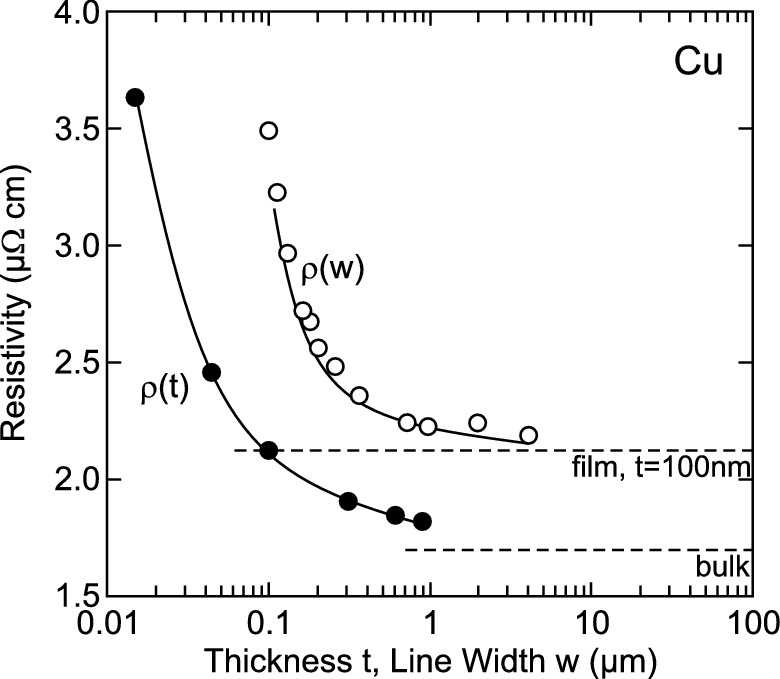 4.0
Cu
3.5
3.0
ρ(w)
2.5
ρ(t)
film, t=100nm
2.0
bulk
1.5
0.01 0.1 1 10 100
Thickness t, Line Width w (μm)
Resistivity (μΩ cm)